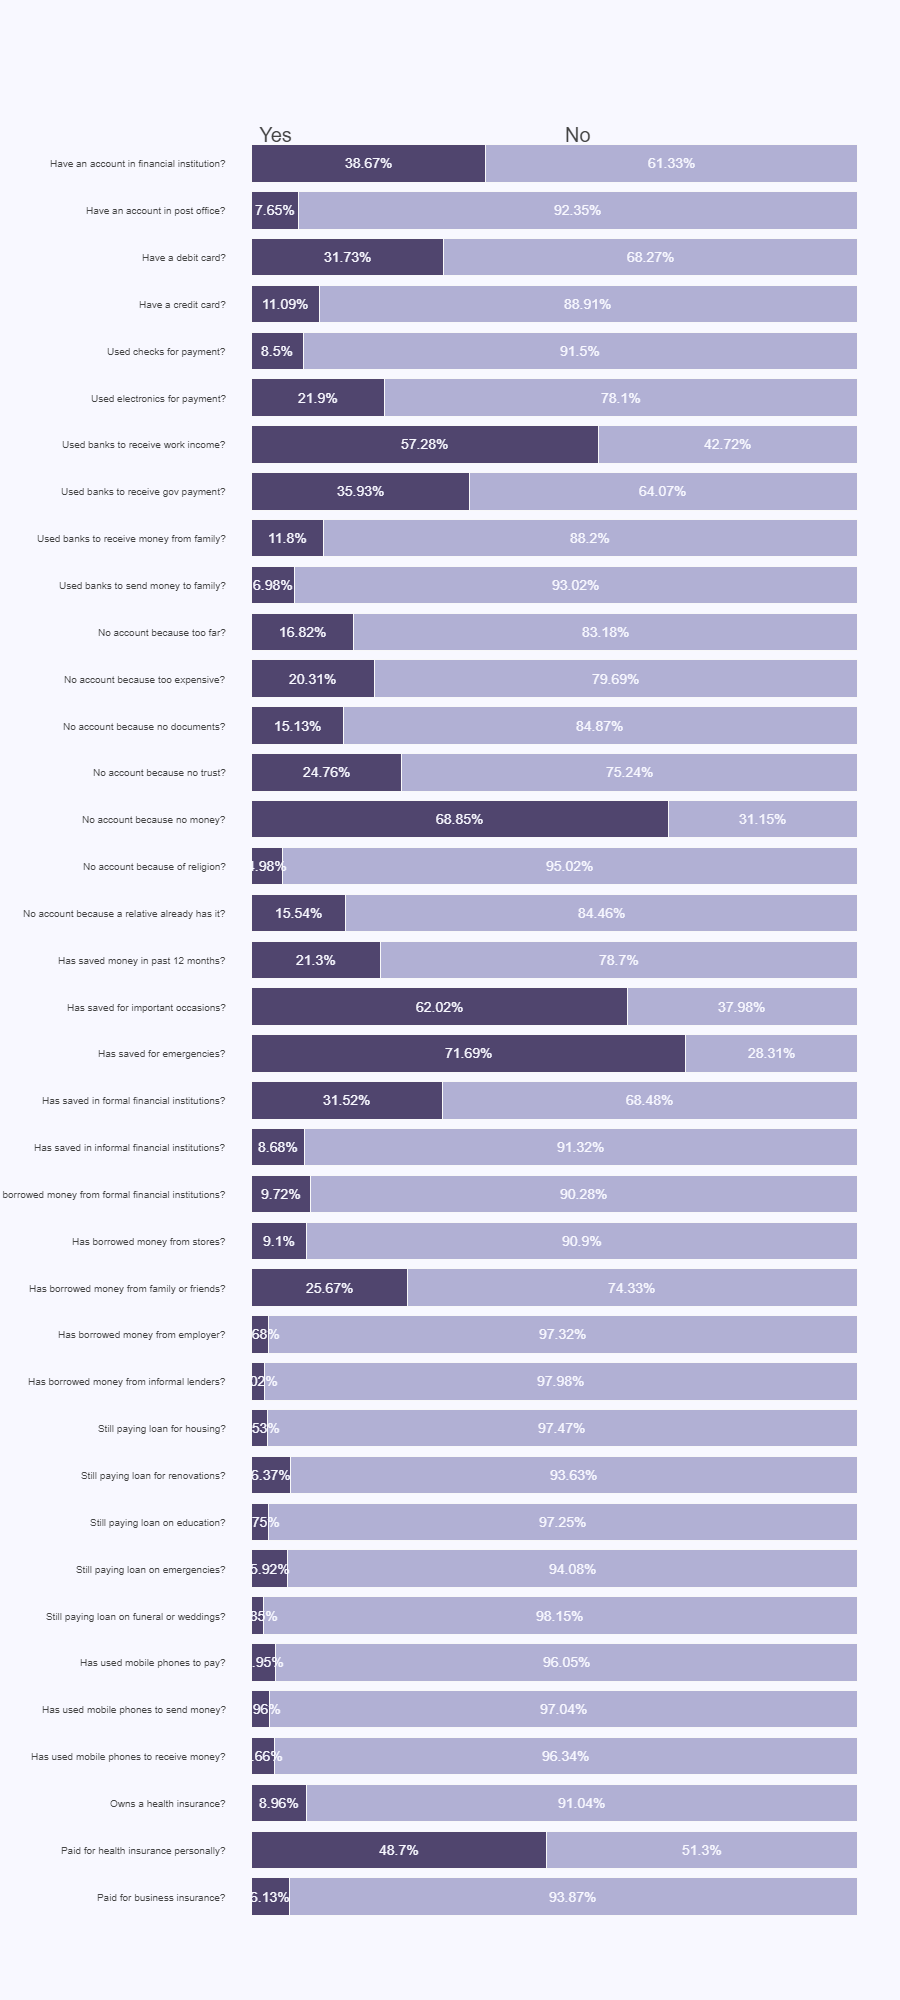 Yes No
Have an account in financial institution? 38.67% 61.33%
Have an account in post office? 7.65% 92.35%
Have a debit card? 31.73% 68.27%
Have a credit card? 11.09% 88.91%
Used checks for payment? 8.5% 91.5%
Used electronics for payment? 21.9% 78.1%
Used banks to receive work income? 57.28% 42.72%
Used banks to receive gov payment? 35.93% 64.07%
Used banks to receive money from family? 11.8% 88.2%
Used banks to send money to family? 6.98% 93.02%
No account because too far? 16.82% 83.18%
No account because too expensive? 20.31% 79.69%
No account because no documents? 15.13% 84.87%
No account because no trust? 24.76% 75.24%
No account because no money? 68.85% 31.15%
No account because of religion? 4.98% 95.02%
No account because a relative already has it? 15.54% 84.46%
Has saved money in past 12 months? 21.3% 78.7%
Has saved for important occasions? 62.02% 37.98%
Has saved for emergencies? 71.69% 28.31%
Has saved in formal financial institutions? 31.52% 68.48%
Has saved in informal financial institutions? 8.68% 91.32%
borrowed money from formal financial institutions? 9.72% 90.28%
Has borrowed money from stores? 9.1% 90.9%
Has borrowed money from family or friends? 25.67% 74.33%
Has borrowed money from employer? 68% 97.32%
Has borrowed money from informal lenders? 02% 97.98%
Still paying loan for housing? 53% 97.47%
Still paying loan for renovations? 6.37% 93.63%
Still paying loan on education? 75% 97.25%
Still paying loan on emergencies? 5.92% 94.08%
Still paying loan on funeral or weddings? 85% 98.15%
Has used mobile phones to pay? .95% 96.05%
Has used mobile phones to send money? 96% 97.04%
Has used mobile phones to receive money? .66% 96.34%
Owns a health insurance? 8.96% 91.04%
Paid for health insurance personally? 48.7% 51.3%
Paid for business insurance? 6.13% 93.87%